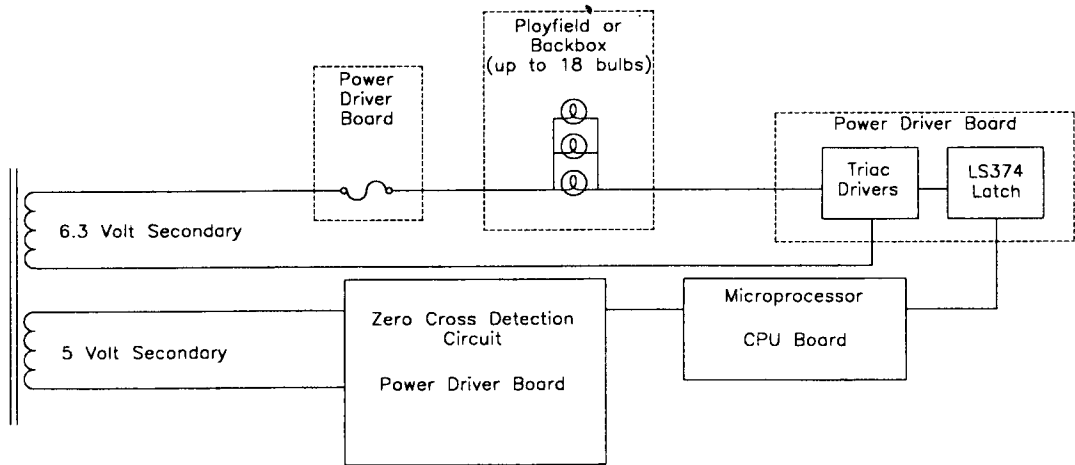 Playfield or
Backbox
(up to 18 bulbs)
Power
Driver
Board
Power Driver Board
Triac
Drivers
LS374
Latch
6.3 Volt Secondary
5 Volt Secondary
Zero Cross Detection
Circuit
Power Driver Board
Microprocessor
CPU Board